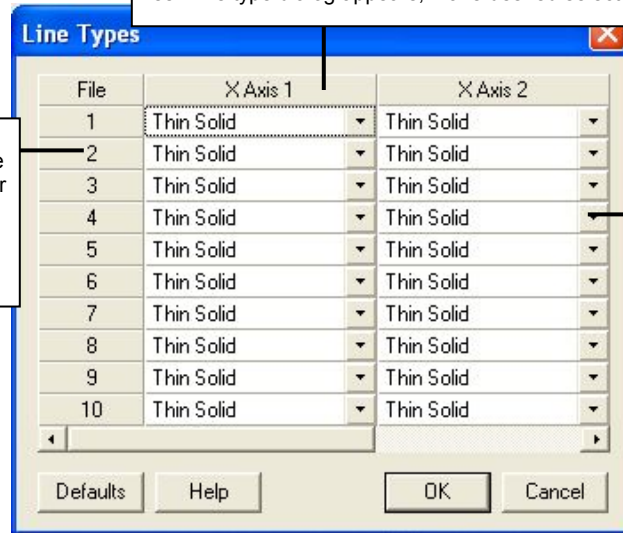 Line Types
File X Axis 1 X Axis 2
1 Thin Solid Thin Solid
2 Thin Solid Thin Solid
3 Thin Solid Thin Solid
4 Thin Solid Thin Solid
5 Thin Solid Thin Solid
6 Thin Solid Thin Solid
7 Thin Solid Thin Solid
8 Thin Solid Thin Solid
9 Thin Solid Thin Solid
10 Thin Solid Thin Solid
Defaults Help OK Cancel